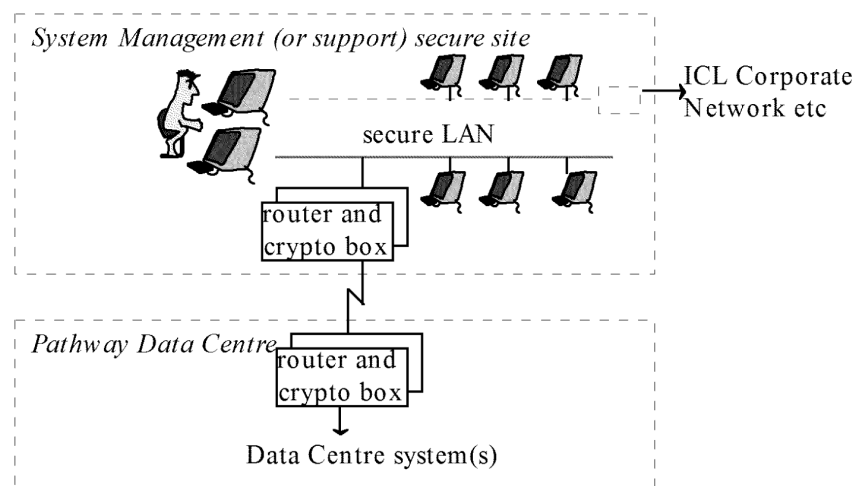 System Management (or support) secure site
ICL Corporate
Network etc
secure LAN
router and
crypto box
Pathway Data Centre
router and
crypto box
Data Centre system(s)